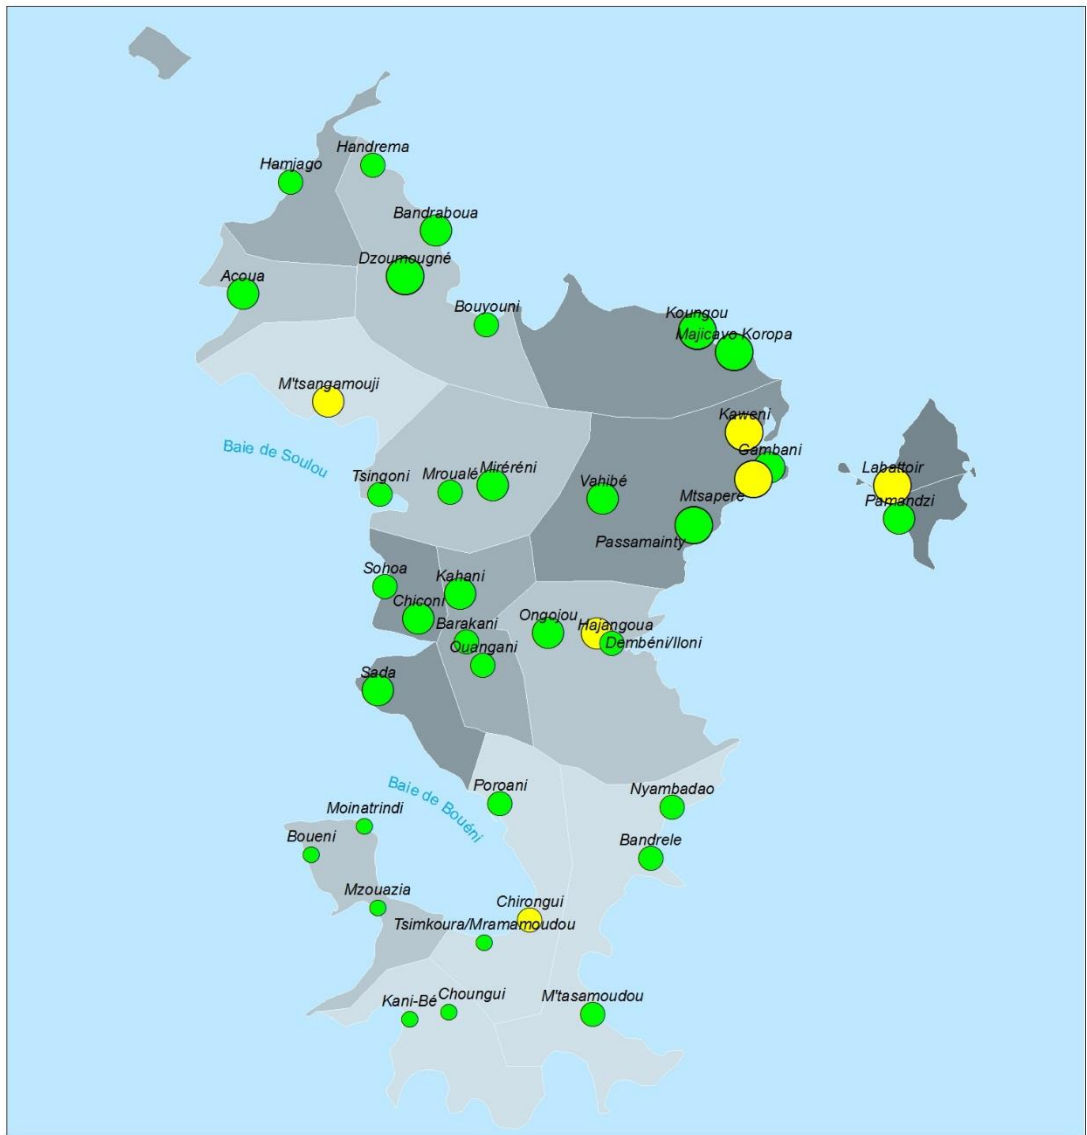 Handrema
Hamjago
Bandraboua
Dzoumougné
Acoua
Bouyouni
Koungou
Majicavo Koropa
M'tsangamouji
Kaweni
Baie de Soulou
Gambani
Tsingoni
Mroualé
Miréréni
Vahibé
Labattoir
Mtsapere
Pamandzi
Passamainty
Sohoa
Kahani
Chiconi
Barakani
Ongojou
Hajangoua
Ouangani
Dembéni/Iloni
Sada
Baie de Bouéni
Poroani
Nyambadao
Moinatrindi
Boueni
Bandrele
Mzouazia
Chirongui
Tsimkoura/Mramamoudou
Kani-Bé
Choungui
M'tasamoudou